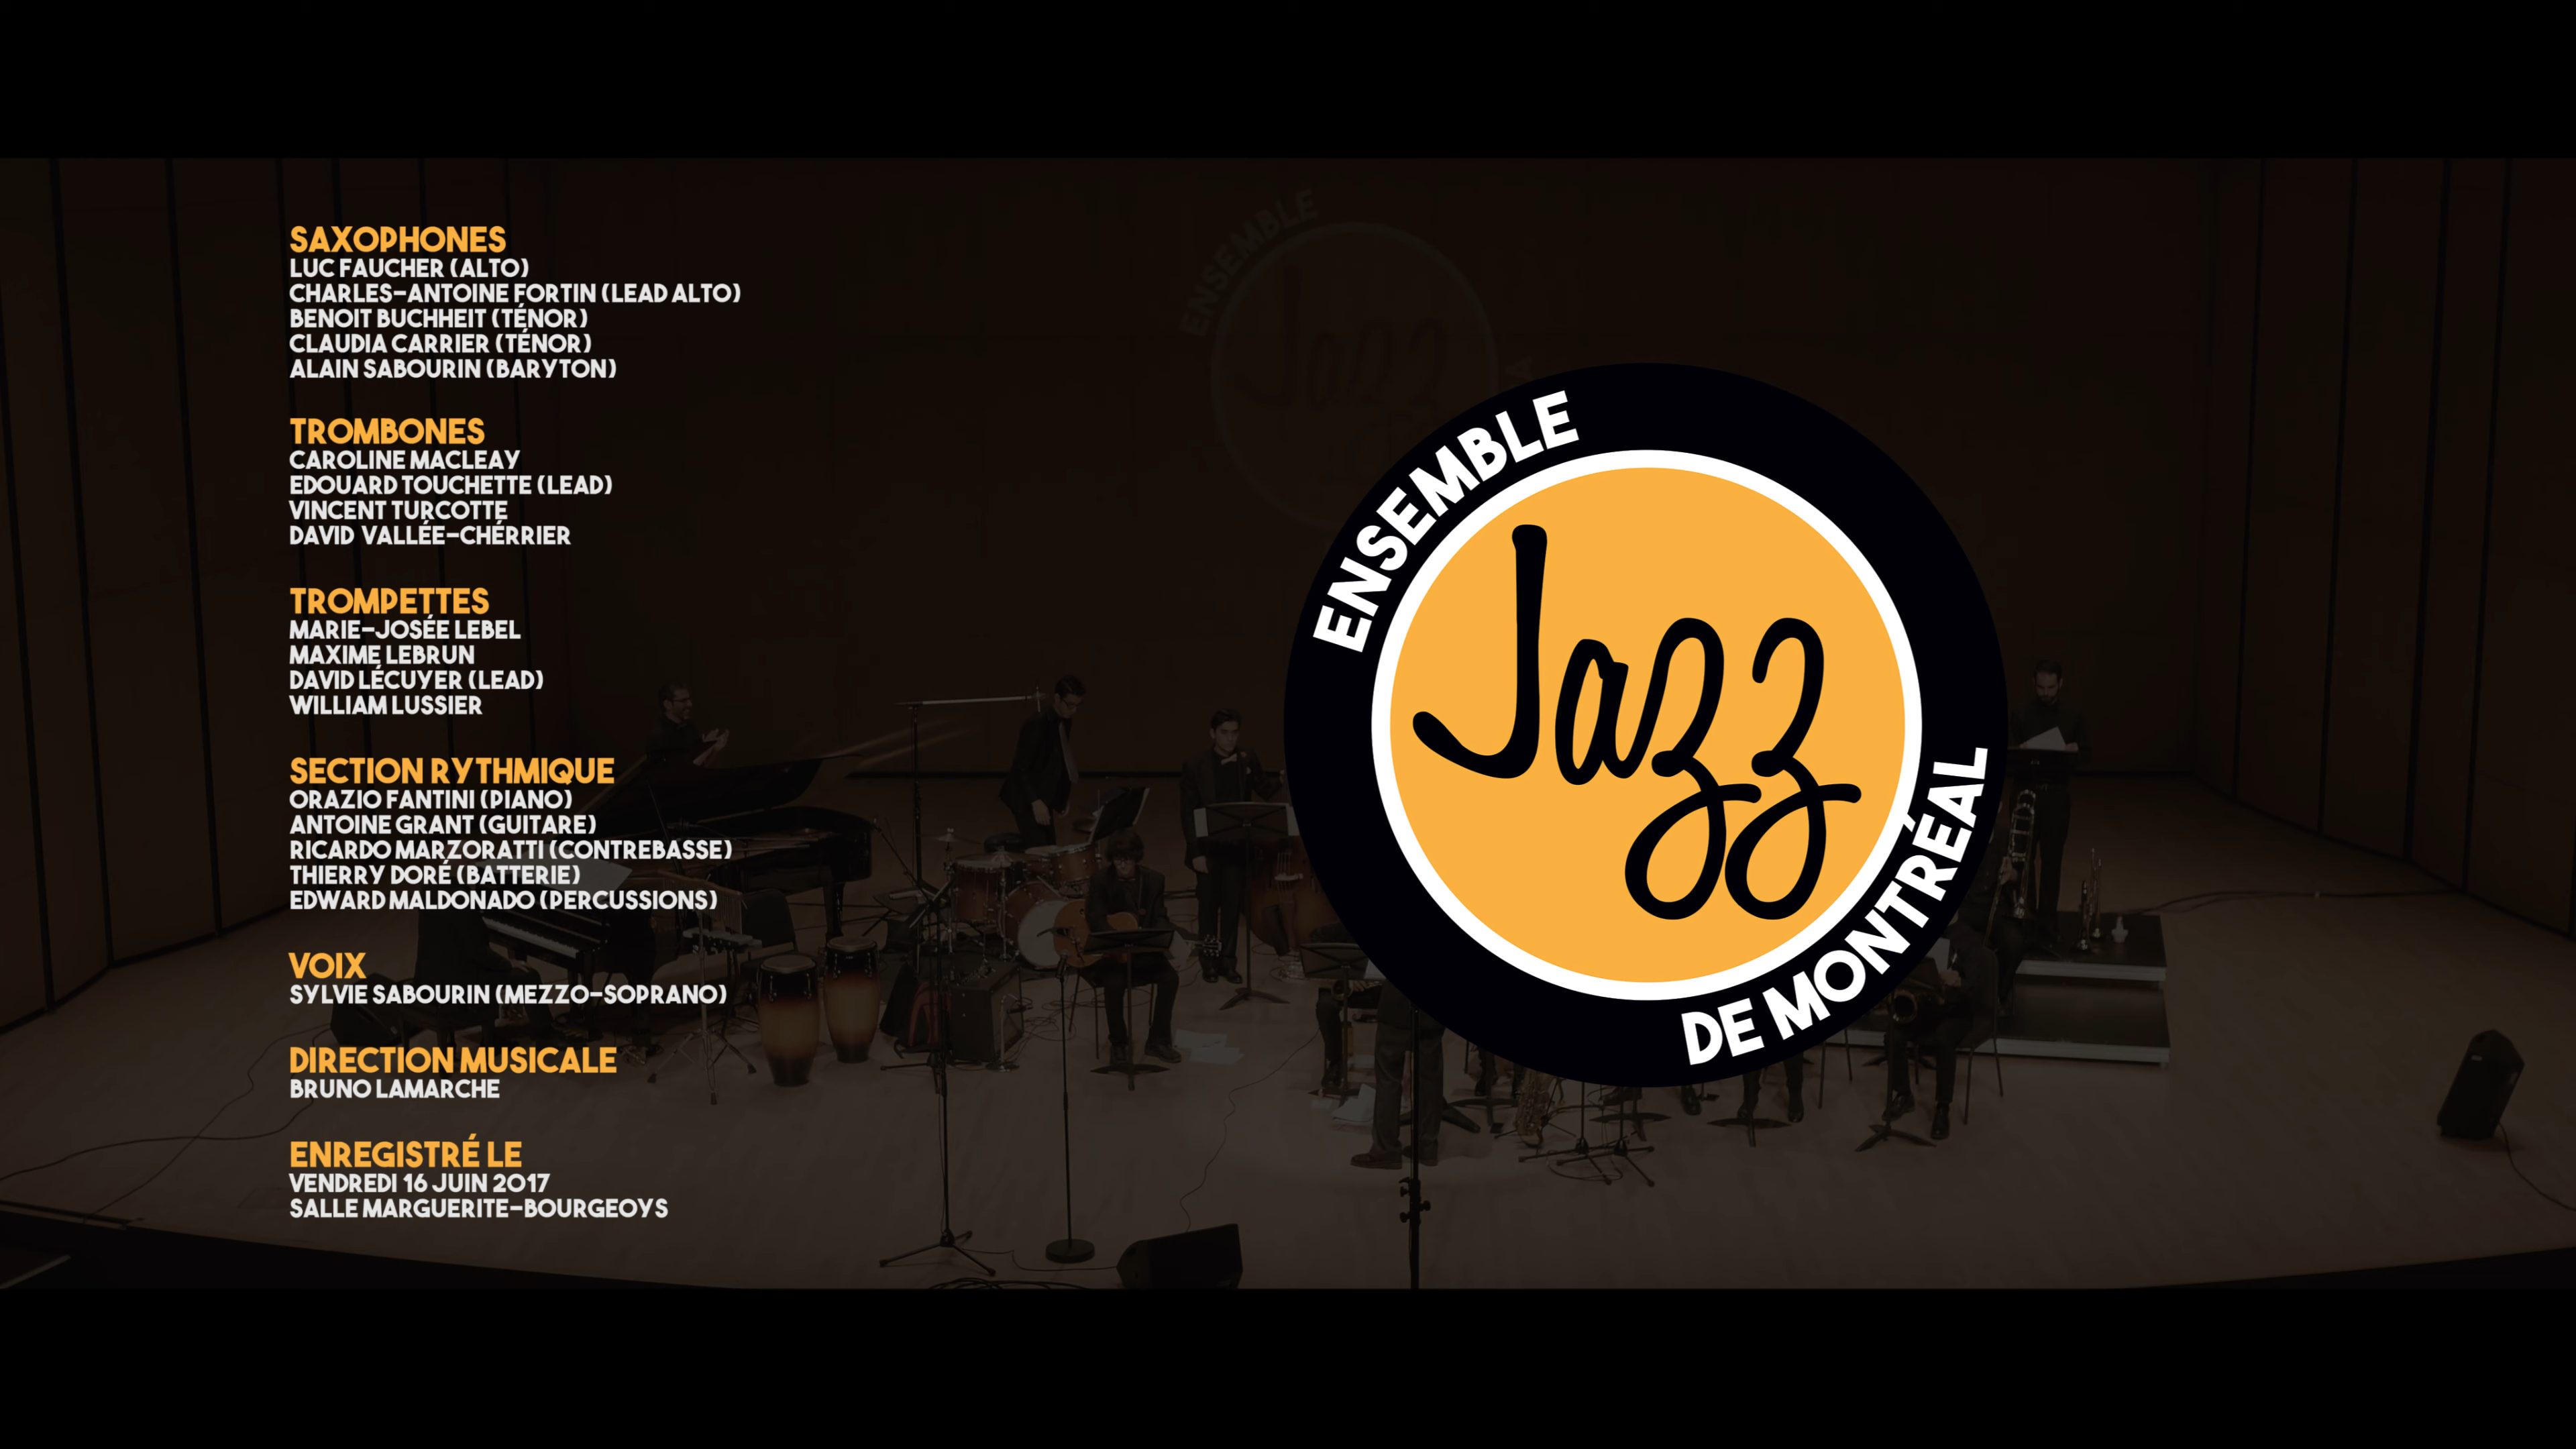 SAXOPHONES
LUC FAUCHER (ALTO)
CHARLES-ANTOINE FORTIN (LEAD ALTO)
BENOIT BUCHHEIT (TÉNOR)
CLAUDIA CARRIER (TÉNOR)
ALAIN SABOURIN (BARYTON)
TROMBONES
CAROLINE MACLEAY
EDOUARD TOUCHETTE (LEAD)
VINCENT TURCOTTE
DAVID VALLÉE-CHÉRRIER
TROMPETTES
MARIE-JOSÉE LEBEL
MAXIME LEBRUN
DAVID LÉCUYER (LEAD)
WILLIAM LUSSIER
SECTION RYTHMIQUE
ORAZIO FANTINI (PIANO)
ANTOINE GRANT (GUITARE)
RICARDO MARZORATTI (CONTREBASSE)
THIERRY DORÉ (BATTERIE)
EDWARD MALDONADO (PERCUSSIONS)
VOIX
SYLVIE SABOURIN (MEZZO-SOPRANO)
DIRECTION MUSICALE
BRUNO LAMARCHE
ENREGISTRÉ LE
VENDREDI 16 JUIN 2017
SALLE MARGUERITE-BOURGEOYS
ENSEMBLE
Jazz
ENSEMBLE
Jazz
DE MONTRÉAL